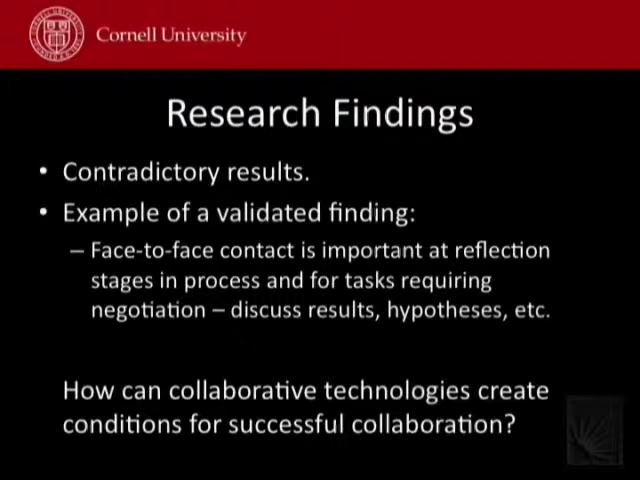 Cornell University
Research Findings
• Contradictory results.
• Example of a validated finding:
– Face-to-face contact is important at reflection
stages in process and for tasks requiring
negotiation – discuss results, hypotheses, etc.
How can collaborative technologies create
conditions for successful collaboration?